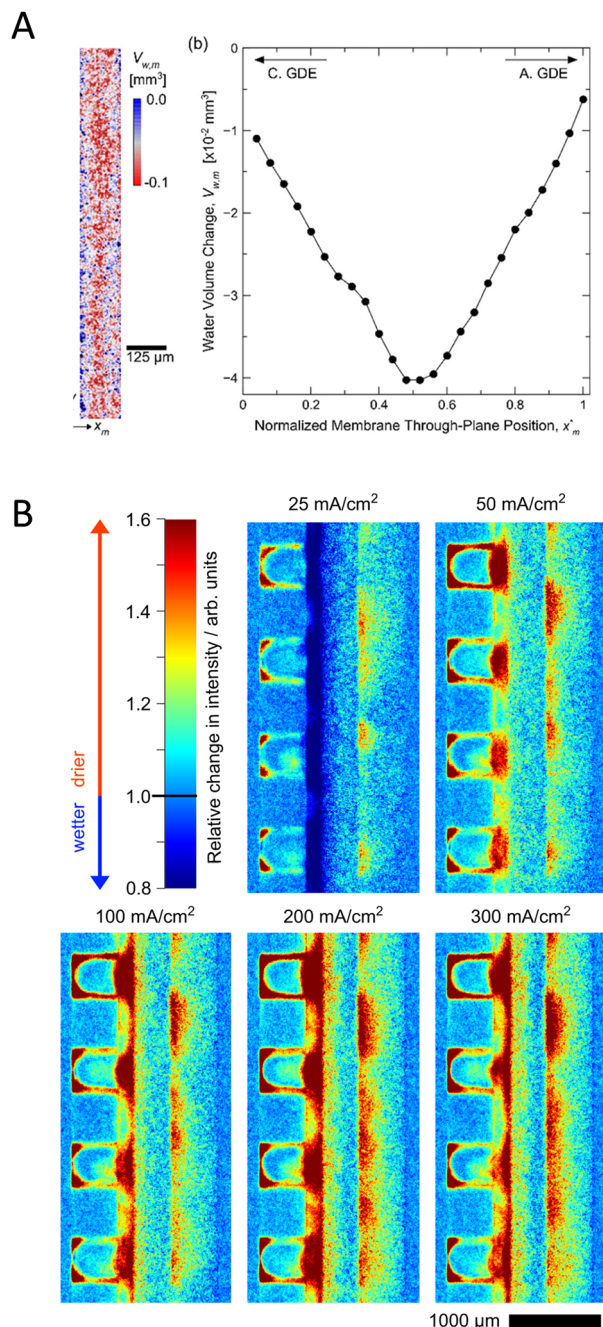 A
V_w,m
[mm³]
0.0
-0.1
125 µm
x_m
(b)
C. GDE
A. GDE
Water Volume Change, V_w,m [x10⁻² mm³]
0
−1
−2
−3
−4
0 0.2 0.4 0.6 0.8 1
Normalized Membrane Through-Plane Position, x*_m
B
25 mA/cm²
50 mA/cm²
drier
wetter
1.6
1.4
1.2
1.0
0.8
Relative change in intensity / arb. units
100 mA/cm²
200 mA/cm²
300 mA/cm²
1000 µm